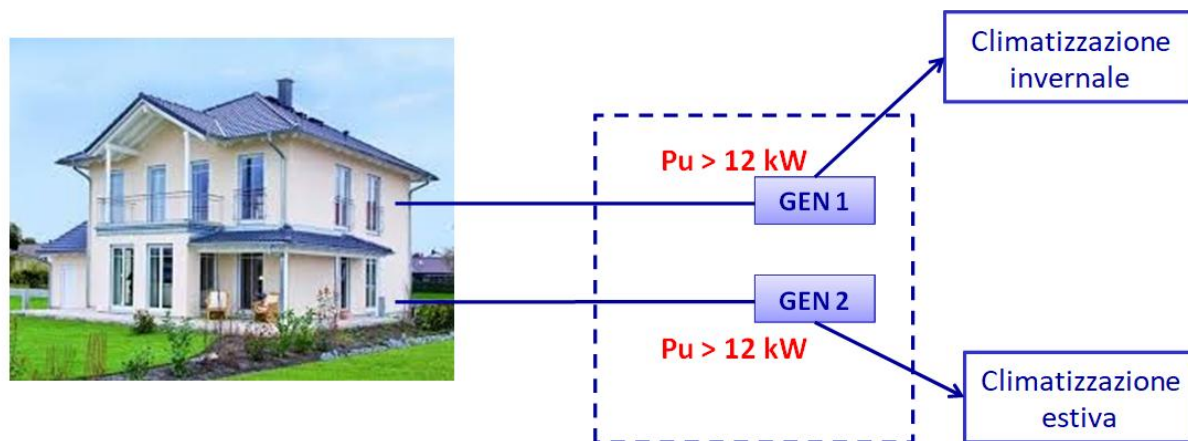 Climatizzazione
invernale
Pu > 12 kW
GEN 1
GEN 2
Pu > 12 kW
Climatizzazione
estiva